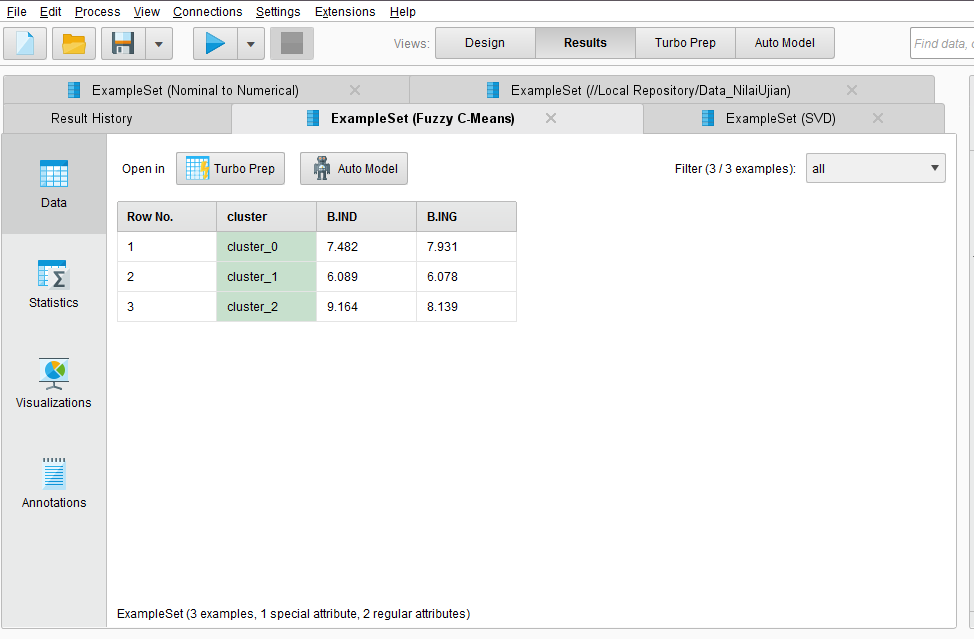 File Edit Process View Connections Settings Extensions Help
Views: Design Results Turbo Prep Auto Model Find data, 
ExampleSet (Nominal to Numerical) ExampleSet (//Local Repository/Data_NilaiUjian)
Result History ExampleSet (Fuzzy C-Means) ExampleSet (SVD)
Open in Turbo Prep Auto Model Filter (3 / 3 examples): all
Data
Row No. cluster B.IND B.ING
1 cluster_0 7.482 7.931
2 cluster_1 6.089 6.078
3 cluster_2 9.164 8.139
Statistics
Visualizations
Annotations
ExampleSet (3 examples, 1 special attribute, 2 regular attributes)